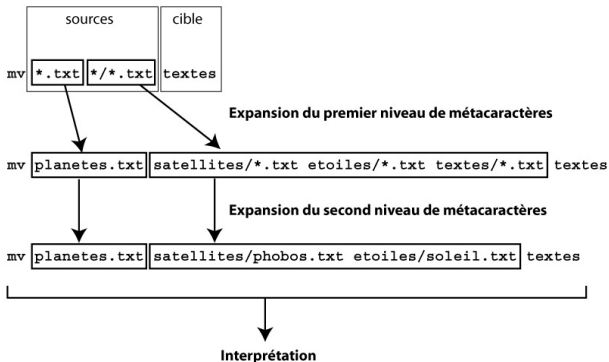 sources cible
mv *.txt */*.txt textes
Expansion du premier niveau de métacaractères
mv planetes.txt satellites/*.txt etoiles/*.txt textes/*.txt textes
Expansion du second niveau de métacaractères
mv planetes.txt satellites/phobos.txt etoiles/soleil.txt textes
Interprétation